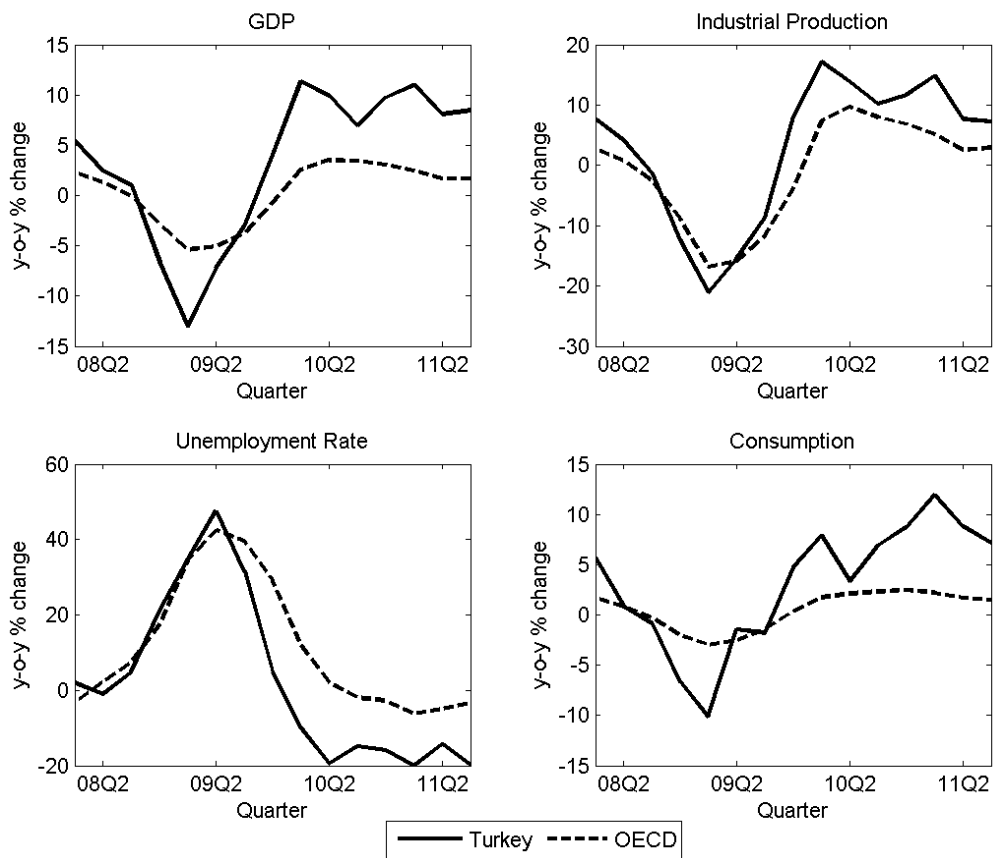 GDP
15
10
5
0
-5
-10
-15
y-o-y % change
08Q2 09Q2 10Q2 11Q2
Quarter
Industrial Production
20
10
0
-10
-20
-30
y-o-y % change
08Q2 09Q2 10Q2 11Q2
Quarter
Unemployment Rate
60
40
20
0
-20
y-o-y % change
08Q2 09Q2 10Q2 11Q2
Quarter
Consumption
15
10
5
0
-5
-10
-15
y-o-y % change
08Q2 09Q2 10Q2 11Q2
Quarter
Turkey OECD